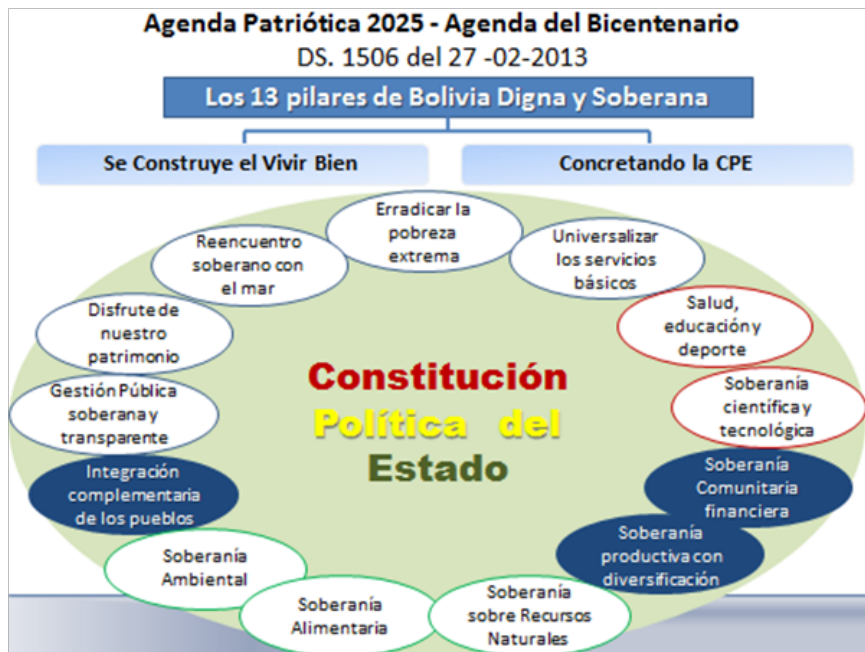 Agenda Patriótica 2025 - Agenda del Bicentenario
DS. 1506 del 27 -02-2013
Los 13 pilares de Bolivia Digna y Soberana
Se Construye el Vivir Bien
Concretando la CPE
Erradicar la
pobreza
extrema
Universalizar
los servicios
básicos
Salud,
educación y
deporte
Soberanía
científica y
tecnológica
Soberanía
Comunitaria
financiera
Soberanía
productiva con
diversificación
Soberanía
sobre Recursos
Naturales
Soberanía
Alimentaria
Soberanía
Ambiental
Integración
complementaria
de los pueblos
Gestión Pública
soberana y
transparente
Disfrute de
nuestro
patrimonio
Reencuentro
soberano con
el mar
Constitución
Política del
Estado